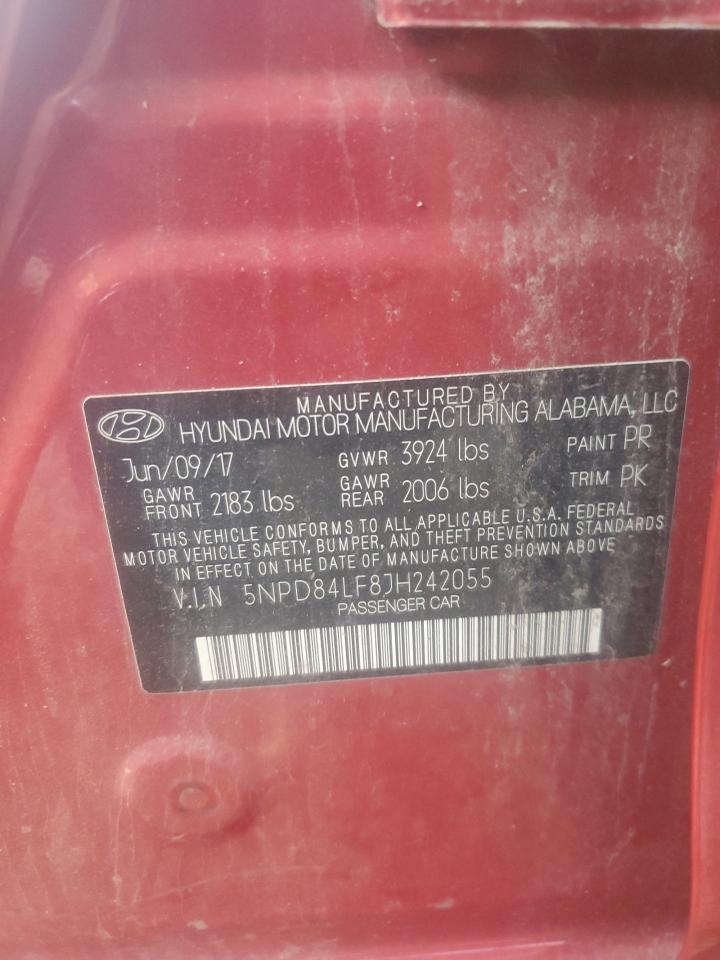 MANUFACTURED BY
HYUNDAI MOTOR MANUFACTURING ALABAMA, LLC
Jun/09/17 GVWR 3924 lbs PAINT PR
GAWR FRONT 2183 lbs GAWR REAR 2006 lbs TRIM PK
THIS VEHICLE CONFORMS TO ALL APPLICABLE U.S.A. FEDERAL
MOTOR VEHICLE SAFETY, BUMPER, AND THEFT PREVENTION STANDARDS
IN EFFECT ON THE DATE OF MANUFACTURE SHOWN ABOVE
V.I.N 5NPD84LF8JH242055
PASSENGER CAR